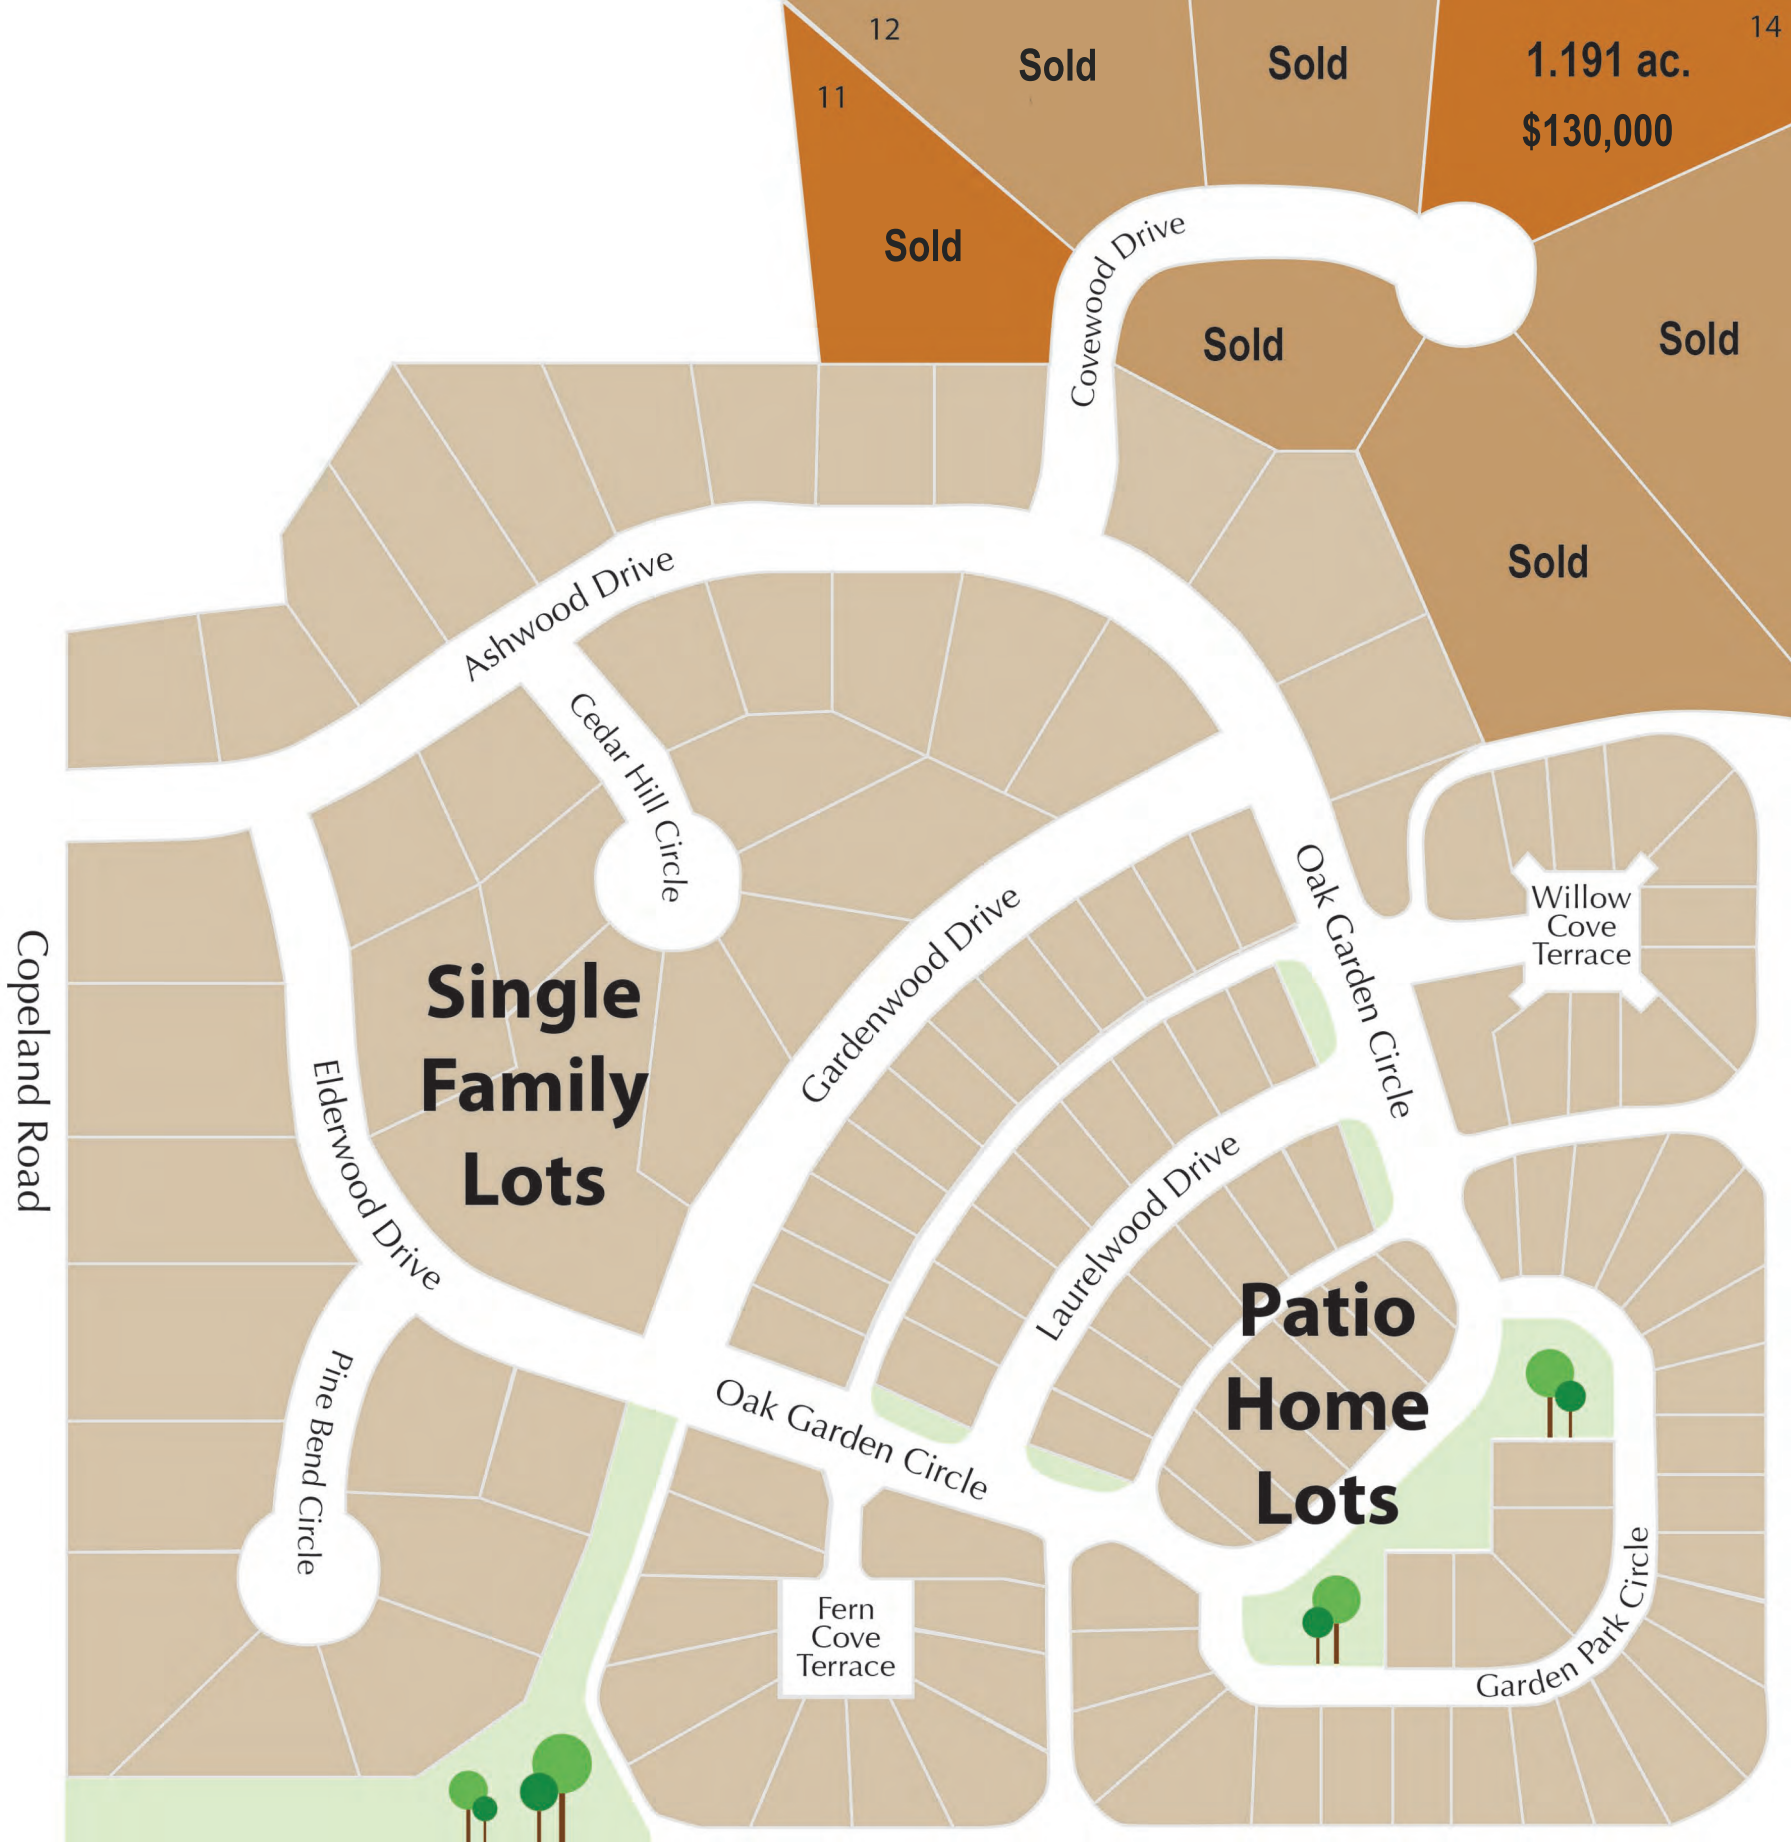 12
Sold
Sold
14
1.191 ac.
$130,000
11
Sold
Covewood Drive
Sold
Sold
Sold
Ashwood Drive
Cedar Hill Circle
Oak Garden Circle
Willow
Cove
Terrace
Gardenwood Drive
Copeland Road
Single
Family
Lots
Elderwood Drive
Laurelwood Drive
Patio
Home
Lots
Pine Bend Circle
Oak Garden Circle
Fern
Cove
Terrace
Garden Park Circle